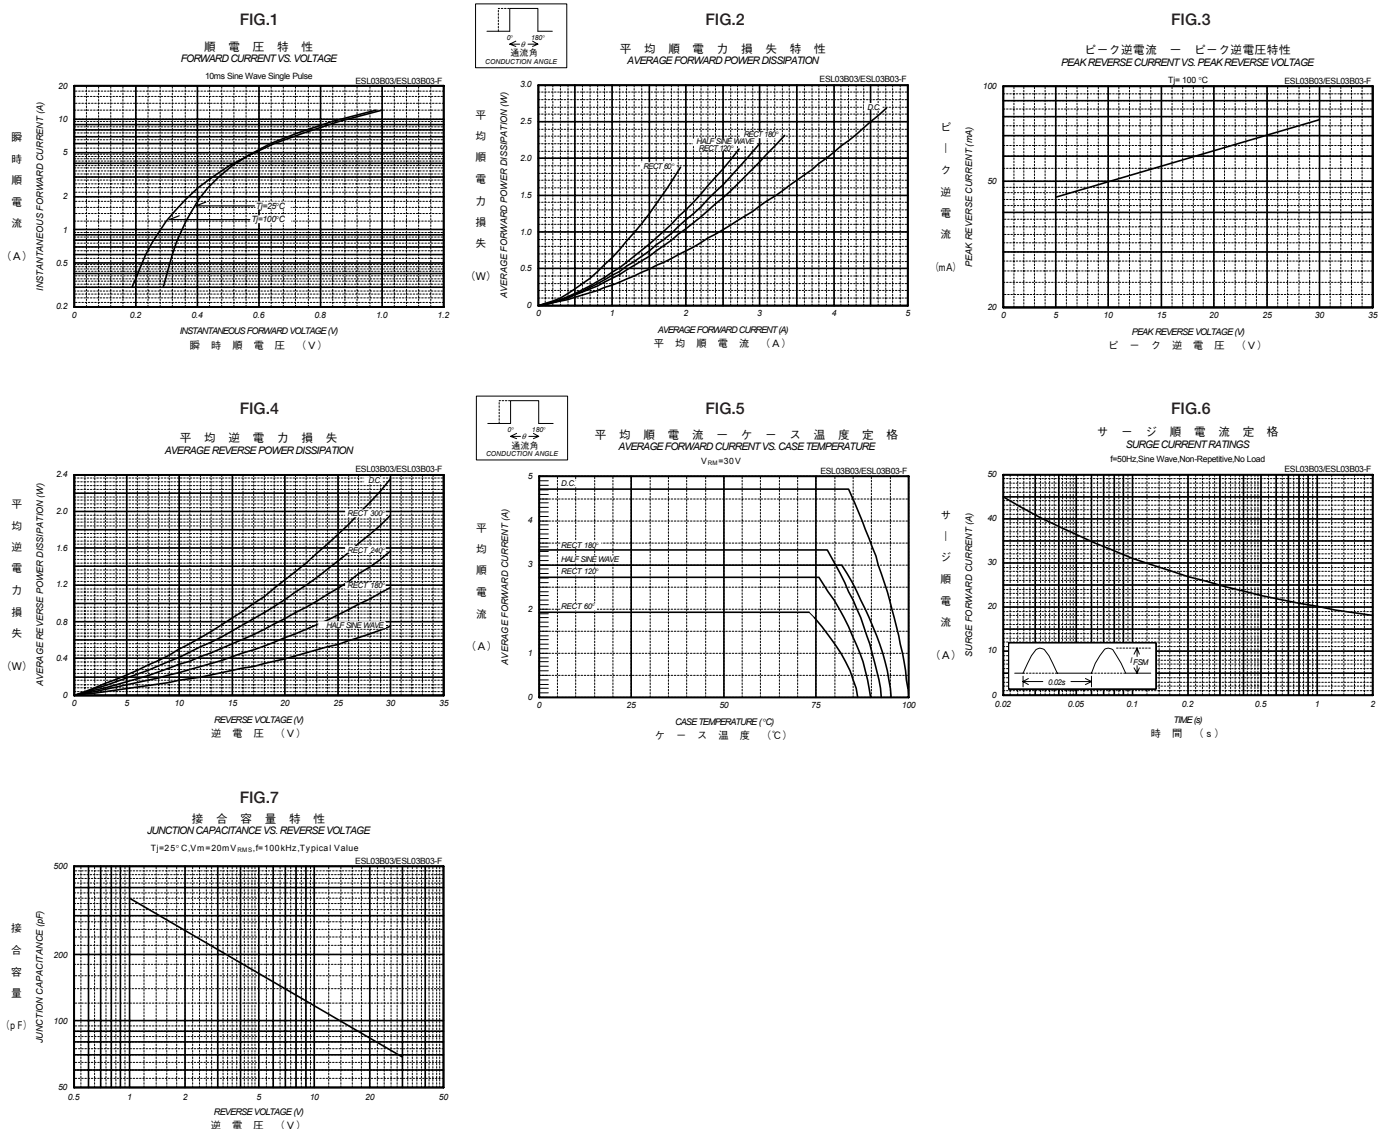 FIG.1
順電圧特性
FORWARD CURRENT VS. VOLTAGE
10ms Sine Wave Single Pulse
ESL03B03/ESL03B03-F
瞬時順電流 (A)
INSTANTANEOUS FORWARD CURRENT (A)
20
10
5
2
1
0.5
0.2
Tj=25°C
Tj=100°C
0 0.2 0.4 0.6 0.8 1.0 1.2
INSTANTANEOUS FORWARD VOLTAGE (V)
瞬時順電圧 (V)
FIG.2
0° 180°
θ
通流角
CONDUCTION ANGLE
平均順電力損失特性
AVERAGE FORWARD POWER DISSIPATION
ESL03B03/ESL03B03-F
平均順電力損失 (W)
AVERAGE FORWARD POWER DISSIPATION (W)
3.0
2.5
2.0
1.5
1.0
0.5
0
D.C.
RECT 180°
HALF SINE WAVE
RECT 120°
RECT 60°
0 1 2 3 4 5
AVERAGE FORWARD CURRENT (A)
平均順電流 (A)
FIG.3
ピーク逆電流 － ピーク逆電圧特性
PEAK REVERSE CURRENT VS. PEAK REVERSE VOLTAGE
Tj= 100 °C
ESL03B03/ESL03B03-F
ピーク逆電流 (mA)
PEAK REVERSE CURRENT (mA)
100
50
20
0 5 10 15 20 25 30 35
PEAK REVERSE VOLTAGE (V)
ピーク逆電圧 (V)
FIG.4
平均逆電力損失
AVERAGE REVERSE POWER DISSIPATION
ESL03B03/ESL03B03-F
平均逆電力損失 (W)
AVERAGE REVERSE POWER DISSIPATION (W)
2.4
2.0
1.6
1.2
0.8
0.4
0
D.C.
RECT 300°
RECT 240°
RECT 180°
HALF SINE WAVE
0 5 10 15 20 25 30 35
REVERSE VOLTAGE (V)
逆電圧 (V)
FIG.5
0° 180°
θ
通流角
CONDUCTION ANGLE
平均順電流－ケース温度定格
AVERAGE FORWARD CURRENT VS. CASE TEMPERATURE
VRM=30V
ESL03B03/ESL03B03-F
平均順電流 (A)
AVERAGE FORWARD CURRENT (A)
5
4
3
2
1
0
D.C.
RECT 180°
HALF SINE WAVE
RECT 120°
RECT 60°
0 25 50 75 100
CASE TEMPERATURE (°C)
ケース温度 (℃)
FIG.6
サージ順電流定格
SURGE CURRENT RATINGS
f=50Hz,Sine Wave,Non-Repetitive,No Load
ESL03B03/ESL03B03-F
サージ順電流 (A)
SURGE FORWARD CURRENT (A)
50
40
30
20
10
0
IFSM
0.02s
0.02 0.05 0.1 0.2 0.5 1 2
TIME (s)
時間 (s)
FIG.7
接合容量特性
JUNCTION CAPACITANCE VS. REVERSE VOLTAGE
Tj=25°C,Vm=20mVRMS,f=100kHz,Typical Value
ESL03B03/ESL03B03-F
接合容量 (pF)
JUNCTION CAPACITANCE (pF)
500
200
100
50
0.5 1 2 5 10 20 50
REVERSE VOLTAGE (V)
逆電圧 (V)